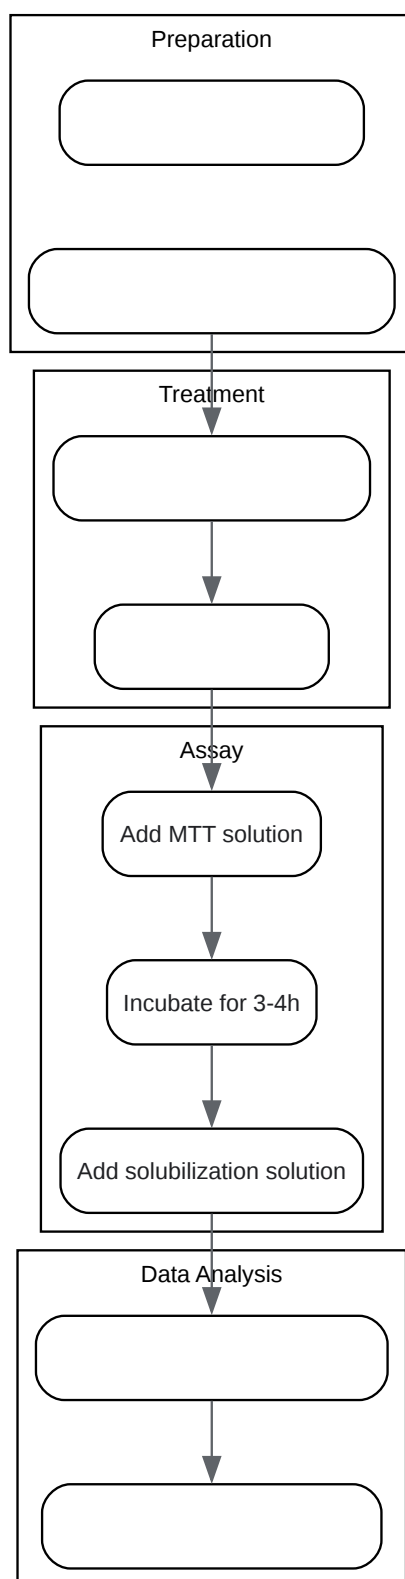 Preparation
Treatment
Assay
Add MTT solution
Incubate for 3-4h
Add solubilization solution
Data Analysis